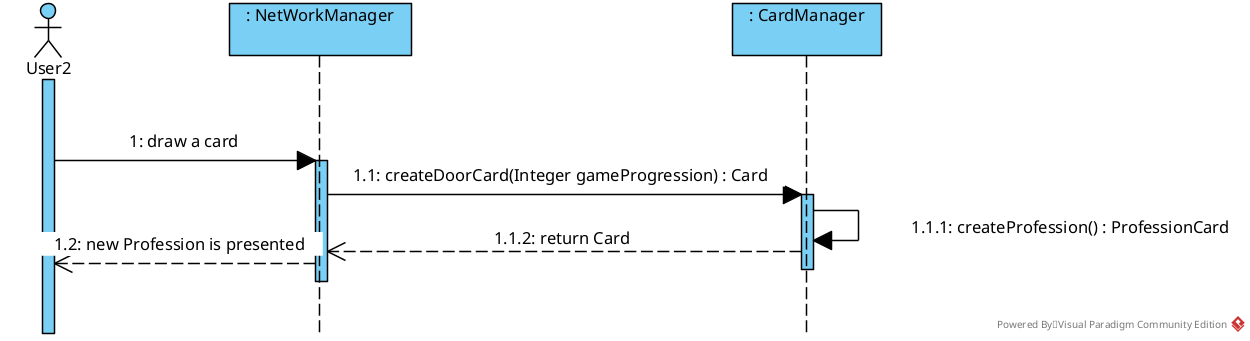 : NetWorkManager
: CardManager
User2
1: draw a card
1.1: createDoorCard(Integer gameProgression) : Card
1.1.1: createProfession() : ProfessionCard
1.1.2: return Card
1.2: new Profession is presented
Powered By Visual Paradigm Community Edition